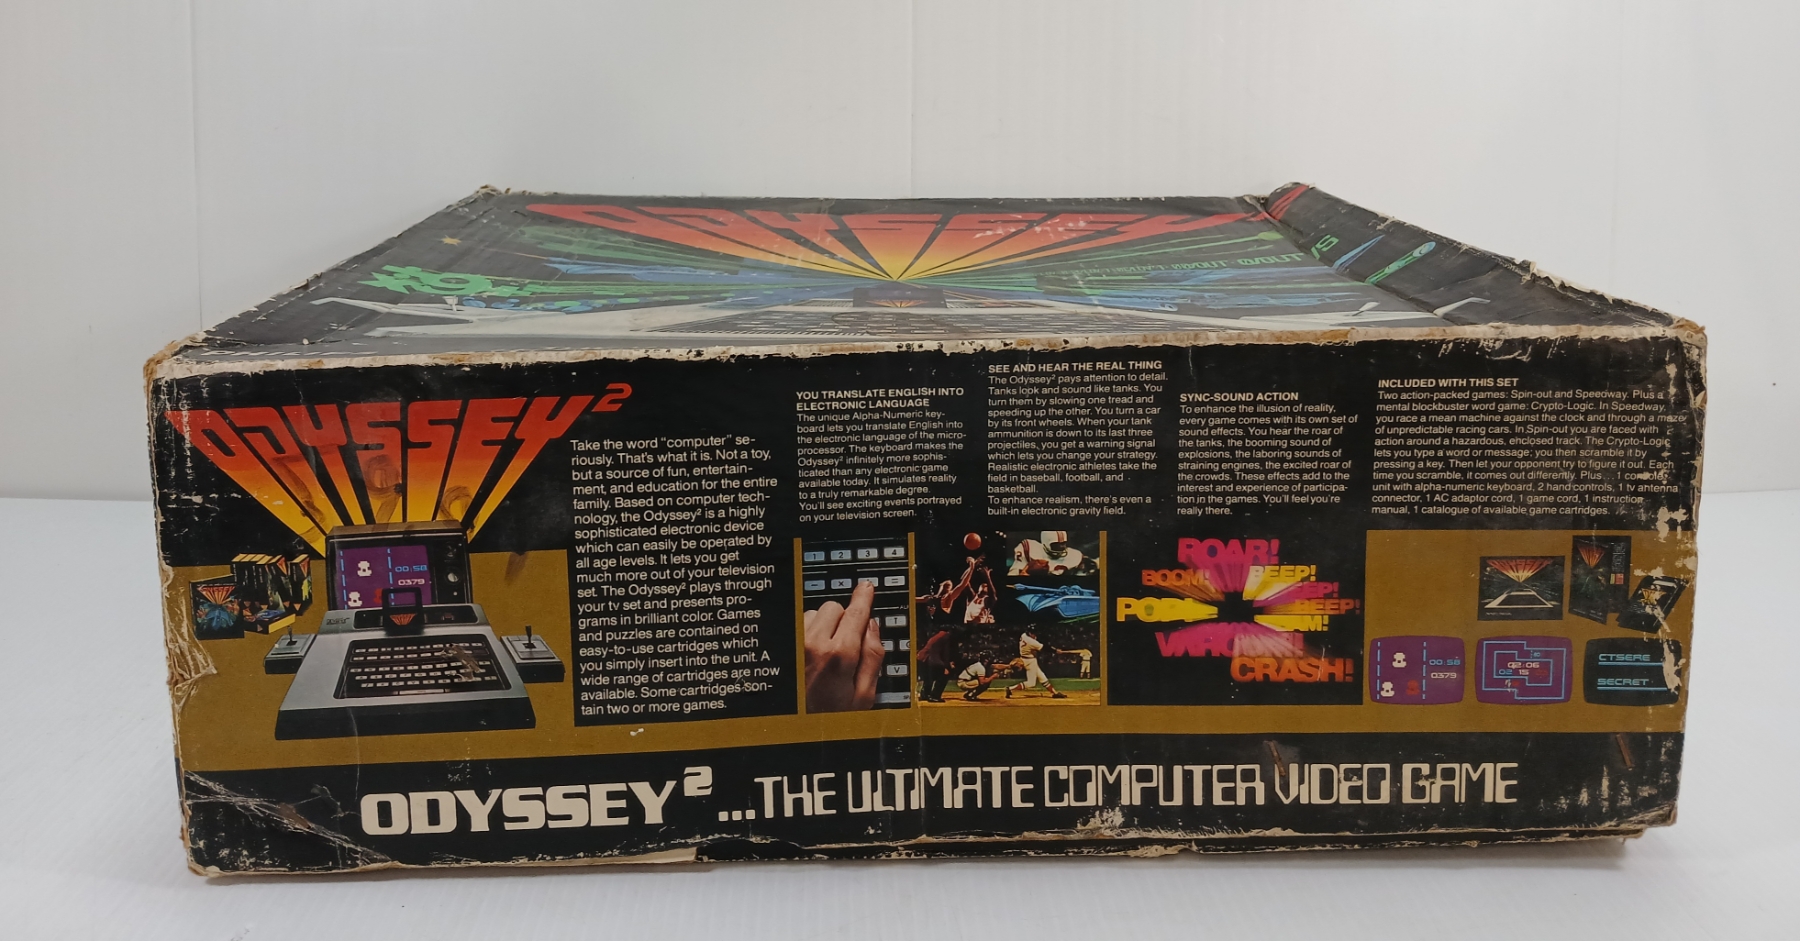 ODYSSEY
ODYSSEY2
Take the word "computer" se-
riously. That's what it is. Not a toy,
but a source of fun, entertain-
ment, and education for the entire
family. Based on computer tech-
nology, the Odyssey2 is a highly
sophisticated electronic device
which can easily be operated by
all age levels. It lets you get
much more out of your television
set. The Odyssey2 plays through
your tv set and presents pro-
grams in brilliant color. Games
and puzzles are contained on
easy-to-use cartridges which
you simply insert into the unit. A
wide range of cartridges are now
available. Some cartridges son-
tain two or more games.
YOU TRANSLATE ENGLISH INTO
ELECTRONIC LANGUAGE
The unique Alpha-Numeric key-
board lets you translate English into
the electronic language of the micro-
processor. The keyboard makes the
Odyssey2 infinitely more sophis-
ticated than any electronic game
available today. It simulates reality
to a truly remarkable degree.
You'll see exciting events portrayed
on your television screen.
SEE AND HEAR THE REAL THING
The Odyssey2 pays attention to detail.
Tanks look and sound like tanks. You
turn them by slowing one tread and
speeding up the other. You turn a car
by its front wheels. When your tank
ammunition is down to its last three
projectiles, you get a warning signal
which lets you change your strategy.
Realistic electronic athletes take the
field in baseball, football, and
basketball.
To enhance realism, there's even a
built-in electronic gravity field.
SYNC-SOUND ACTION
To enhance the illusion of reality,
every game comes with its own set of
sound effects. You hear the roar of
the tanks, the booming sound of
explosions, the laboring sounds of
straining engines, the excited roar of
the crowds. These effects add to the
interest and experience of participa-
tion in the games. You'll feel you're
really there.
INCLUDED WITH THIS SET
Two action-packed games: Spin-out and Speedway. Plus a
mental blockbuster word game: Crypto-Logic. In Speedway,
you race a mean machine against the clock and through a maze
of unpredictable racing cars. In Spin-out you are faced with
action around a hazardous, enclosed track. The Crypto-Logic
lets you type a word or message; you then scramble it by
pressing a key. Then let your opponent try to figure it out. Each
time you scramble, it comes out differently. Plus... 1 console
unit with alpha-numeric keyboard, 2 hand controls, 1 tv antenna
connector, 1 AC adaptor cord, 1 game cord, 1 instruction
manual, 1 catalogue of available game cartridges.
00:58
0379
1 2 3 4
− × ÷ =
T
V
ROAR!
BOOM! BEEP!
BEEP!
CRASH!
00:58
0379
02:06
02 15
CTSERE
SECRET
ODYSSEY2 ...THE ULTIMATE COMPUTER VIDEO GAME